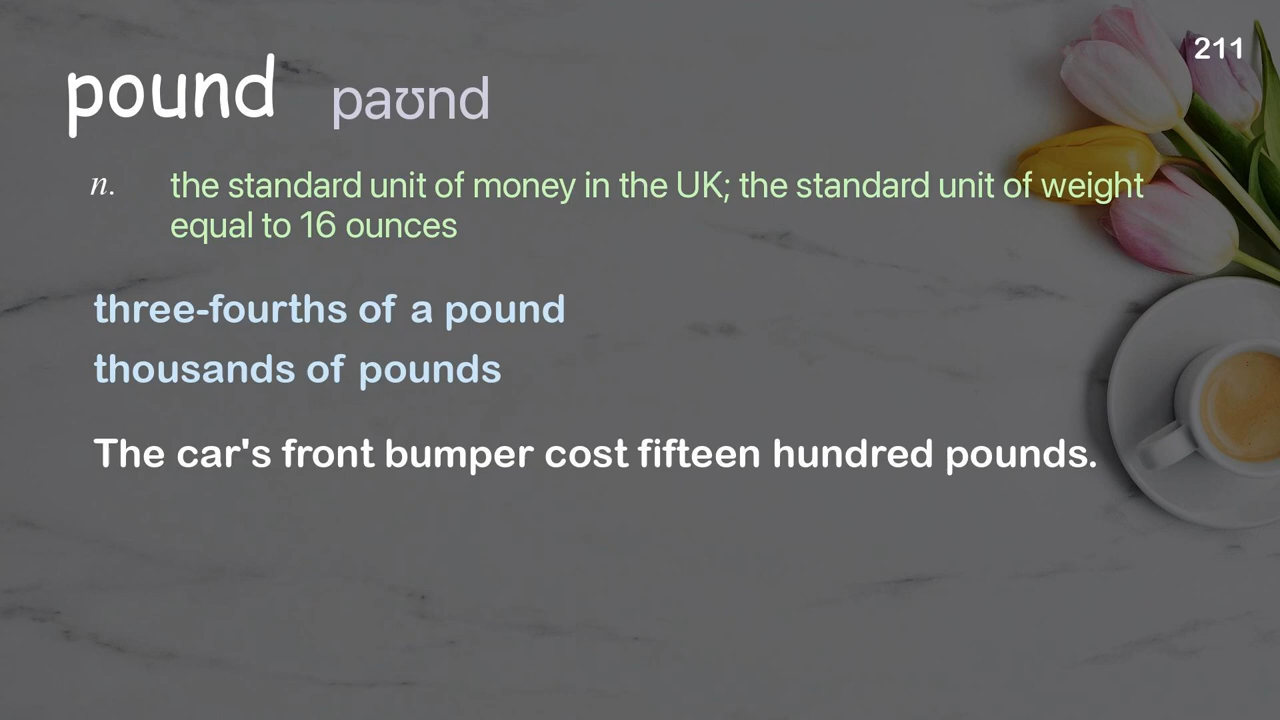 211
pound paʊnd
n. the standard unit of money in the UK; the standard unit of weight
equal to 16 ounces
three-fourths of a pound
thousands of pounds
The car's front bumper cost fifteen hundred pounds.